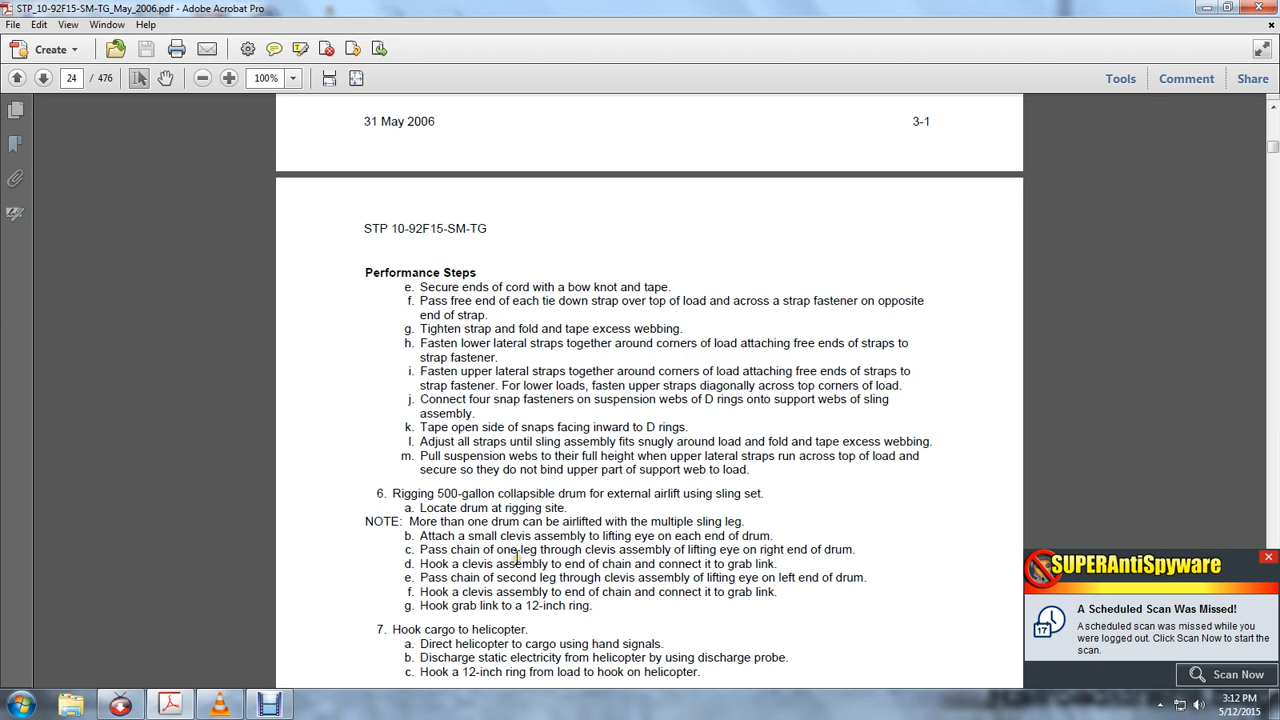 STP_10-92F15-SM-TG_May_2006.pdf - Adobe Acrobat Pro
File Edit View Window Help
Create
24 / 476 100% Tools Comment Share
31 May 2006 3-1
STP 10-92F15-SM-TG
Performance Steps
e. Secure ends of cord with a bow knot and tape.
f. Pass free end of each tie down strap over top of load and across a strap fastener on opposite
end of strap.
g. Tighten strap and fold and tape excess webbing.
h. Fasten lower lateral straps together around corners of load attaching free ends of straps to
strap fastener.
i. Fasten upper lateral straps together around corners of load attaching free ends of straps to
strap fastener. For lower loads, fasten upper straps diagonally across top corners of load.
j. Connect four snap fasteners on suspension webs of D rings onto support webs of sling
assembly.
k. Tape open side of snaps facing inward to D rings.
l. Adjust all straps until sling assembly fits snugly around load and fold and tape excess webbing.
m. Pull suspension webs to their full height when upper lateral straps run across top of load and
secure so they do not bind upper part of support web to load.
6. Rigging 500-gallon collapsible drum for external airlift using sling set.
a. Locate drum at rigging site.
NOTE: More than one drum can be airlifted with the multiple sling leg.
b. Attach a small clevis assembly to lifting eye on each end of drum.
c. Pass chain of one leg through clevis assembly of lifting eye on right end of drum.
d. Hook a clevis assembly to end of chain and connect it to grab link.
e. Pass chain of second leg through clevis assembly of lifting eye on left end of drum.
f. Hook a clevis assembly to end of chain and connect it to grab link.
g. Hook grab link to a 12-inch ring.
7. Hook cargo to helicopter.
a. Direct helicopter to cargo using hand signals.
b. Discharge static electricity from helicopter by using discharge probe.
c. Hook a 12-inch ring from load to hook on helicopter.
SUPERAntiSpyware
A Scheduled Scan Was Missed!
A scheduled scan was missed while you
were logged out. Click Scan Now to start the
scan.
17
Scan Now
3:12 PM
5/12/2015